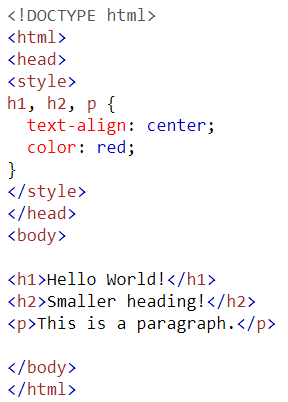 <!DOCTYPE html>
<html>
<head>
<style>
h1, h2, p {
  text-align: center;
  color: red;
}
</style>
</head>
<body>

<h1>Hello World!</h1>
<h2>Smaller heading!</h2>
<p>This is a paragraph.</p>

</body>
</html>